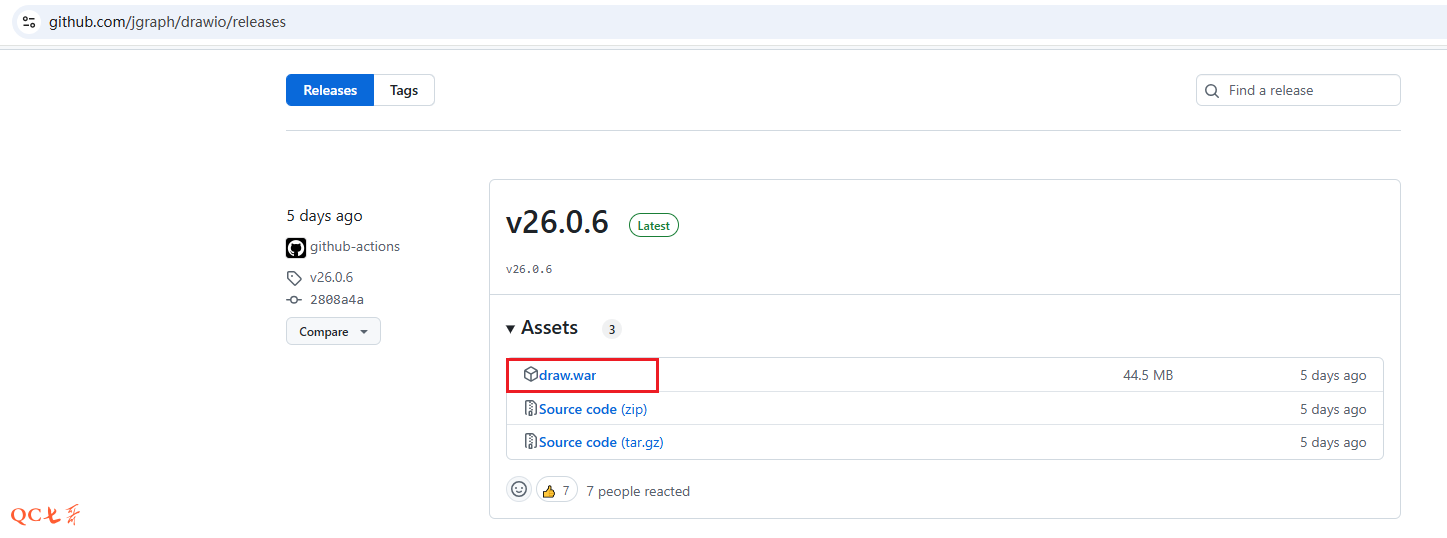 github.com/jgraph/drawio/releases
Releases Tags Find a release
5 days ago
github-actions
v26.0.6
2808a4a
Compare
v26.0.6 Latest
v26.0.6
Assets 3
draw.war 44.5 MB 5 days ago
Source code (zip) 5 days ago
Source code (tar.gz) 5 days ago
👍 7 7 people reacted
QC七哥